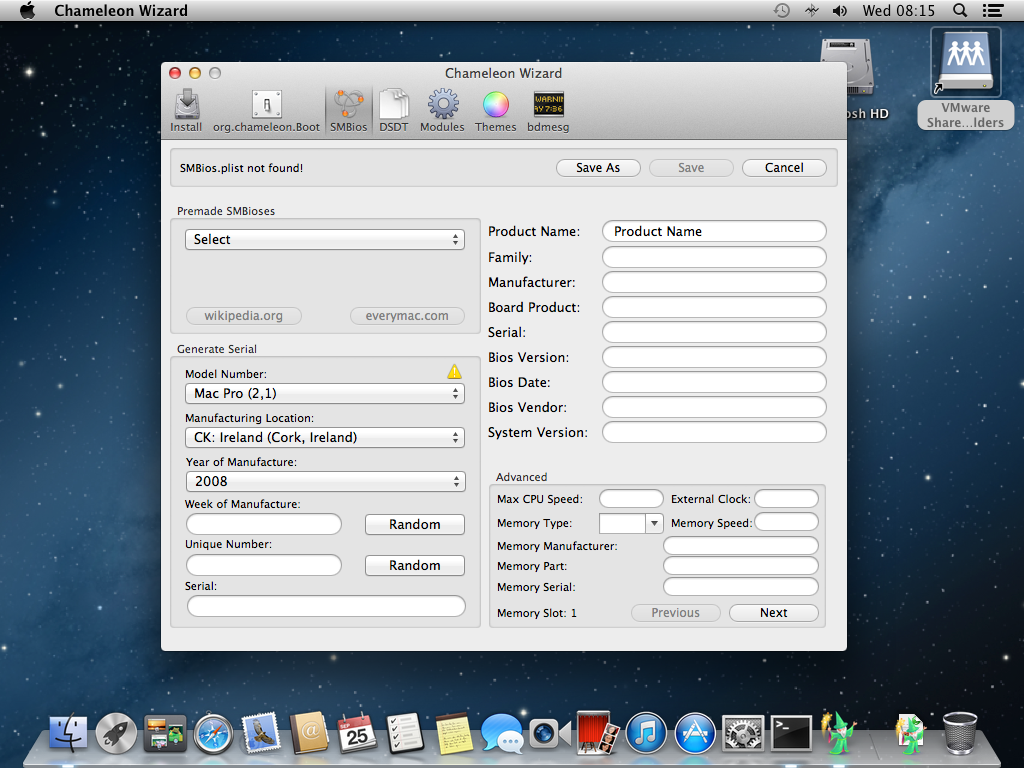 Chameleon Wizard
Wed 08:15
Chameleon Wizard
Install
org.chameleon.Boot
SMBios
DSDT
Modules
Themes
WARNIN
AY 7:36
bdmesg
osh HD
VMware
Share...lders
SMBios.plist not found!
Save As
Save
Cancel
Premade SMBioses
Select
wikipedia.org
everymac.com
Generate Serial
Model Number:
Mac Pro (2,1)
Manufacturing Location:
CK: Ireland (Cork, Ireland)
Year of Manufacture:
2008
Week of Manufacture:
Random
Unique Number:
Random
Serial:
Product Name:
Product Name
Family:
Manufacturer:
Board Product:
Serial:
Bios Version:
Bios Date:
Bios Vendor:
System Version:
Advanced
Max CPU Speed:
External Clock:
Memory Type:
Memory Speed:
Memory Manufacturer:
Memory Part:
Memory Serial:
Memory Slot: 1
Previous
Next
SEP
25